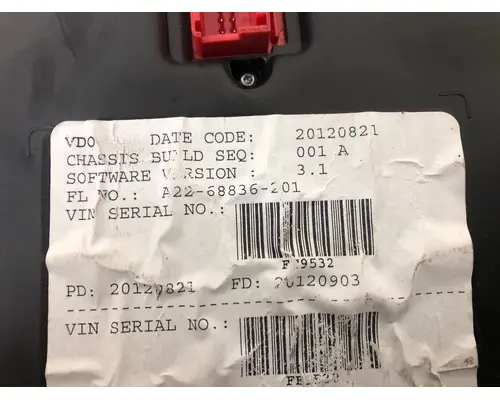 VDO DATE CODE: 20120821
CHASSIS BUILD SEQ: 001 A
SOFTWARE VERSION : 3.1
FL NO.: A22-68836-201
VIN SERIAL NO.:
PD: 20120821 FD: 20120903
VIN SERIAL NO.: